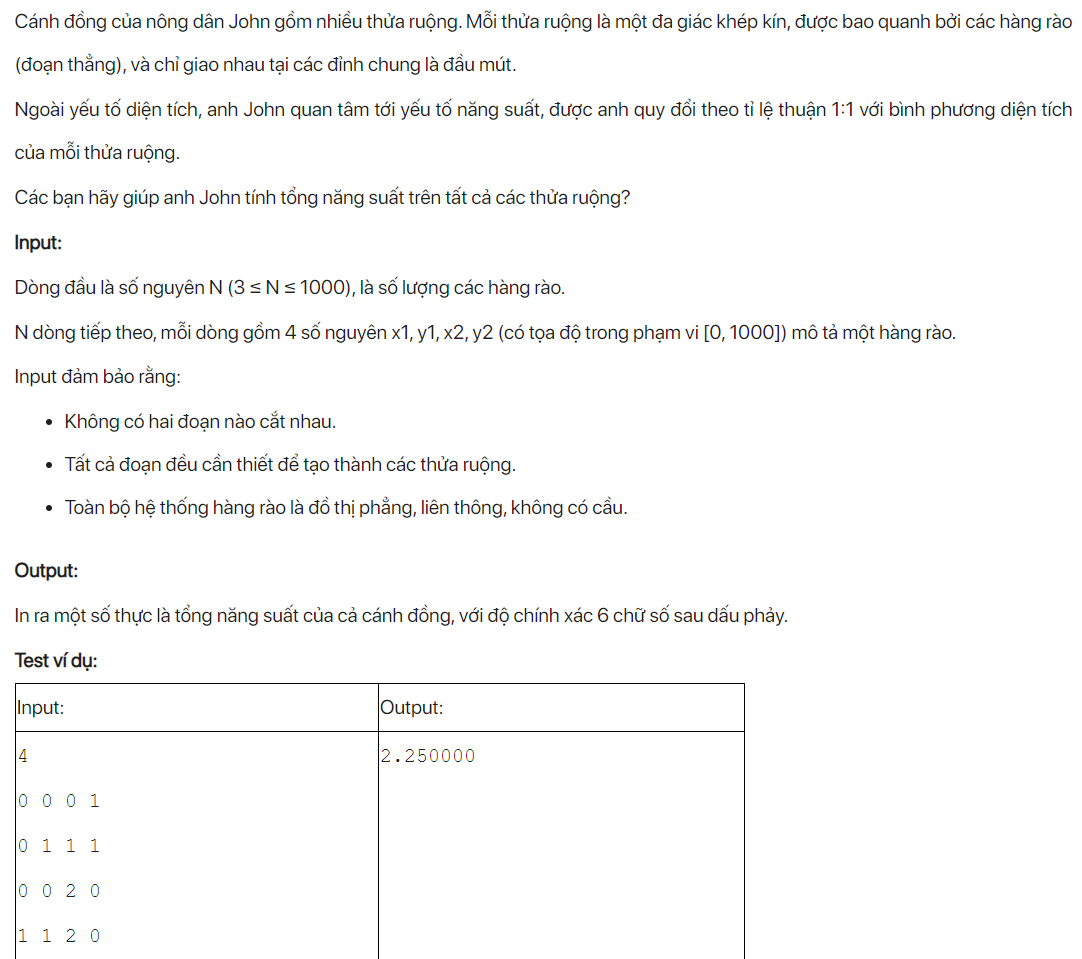 Cánh đồng của nông dân John gồm nhiều thửa ruộng. Mỗi thửa ruộng là một đa giác khép kín, được bao quanh bởi các hàng rào
(đoạn thẳng), và chỉ giao nhau tại các đỉnh chung là đầu mút.
Ngoài yếu tố diện tích, anh John quan tâm tới yếu tố năng suất, được anh quy đổi theo tỉ lệ thuận 1:1 với bình phương diện tích
của mỗi thửa ruộng.
Các bạn hãy giúp anh John tính tổng năng suất trên tất cả các thửa ruộng?
Input:
Dòng đầu là số nguyên N (3 ≤ N ≤ 1000), là số lượng các hàng rào.
N dòng tiếp theo, mỗi dòng gồm 4 số nguyên x1, y1, x2, y2 (có tọa độ trong phạm vi [0, 1000]) mô tả một hàng rào.
Input đảm bảo rằng:
• Không có hai đoạn nào cắt nhau.
• Tất cả đoạn đều cần thiết để tạo thành các thửa ruộng.
• Toàn bộ hệ thống hàng rào là đồ thị phẳng, liên thông, không có cầu.
Output:
In ra một số thực là tổng năng suất của cả cánh đồng, với độ chính xác 6 chữ số sau dấu phảy.
Test ví dụ:
Input: Output:
4 2.250000
0 0 0 1
0 1 1 1
0 0 2 0
1 1 2 0